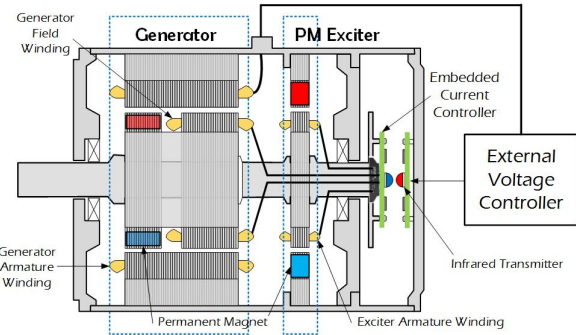 Generator
Field
Winding
Generator
PM Exciter
Embedded
Current
Controller
External
Voltage
Controller
Generator
Armature
Winding
Infrared Transmitter
Permanent Magnet
Exciter Armature Winding